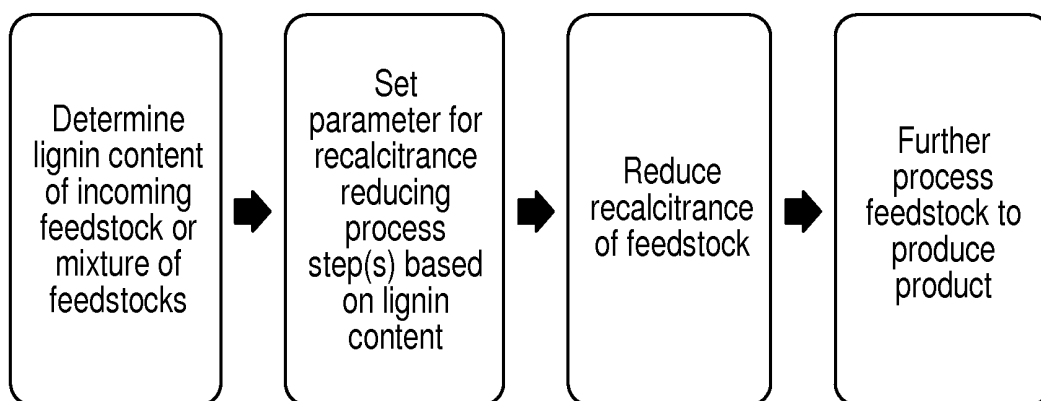 Determine
lignin content
of incoming
feedstock or
mixture of
feedstocks
Set
parameter for
recalcitrance
reducing
process
step(s) based
on lignin
content
Reduce
recalcitrance
of feedstock
Further
process
feedstock to
produce
product